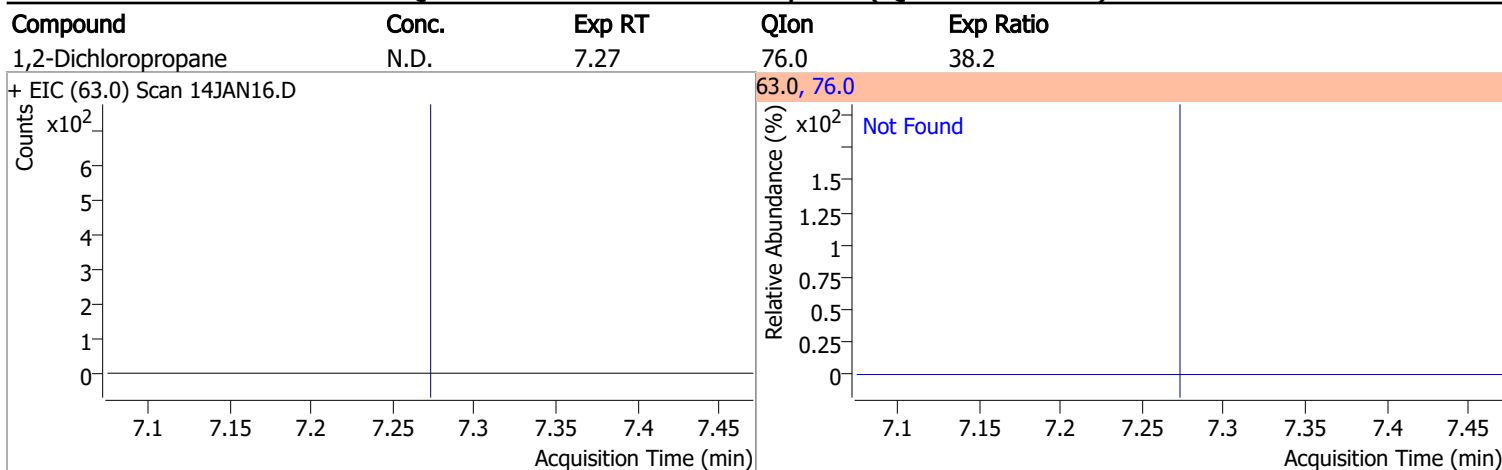 Compound Conc. Exp RT QIon Exp Ratio
1,2-Dichloropropane N.D. 7.27 76.0 38.2
+ EIC (63.0) Scan 14JAN16.D
Counts
x10²
6
5
4
3
2
1
0
7.1 7.15 7.2 7.25 7.3 7.35 7.4 7.45
Acquisition Time (min)
63.0, 76.0
Relative Abundance (%)
x10²
Not Found
1.5
1.25
1
0.75
0.5
0.25
0
7.1 7.15 7.2 7.25 7.3 7.35 7.4 7.45
Acquisition Time (min)